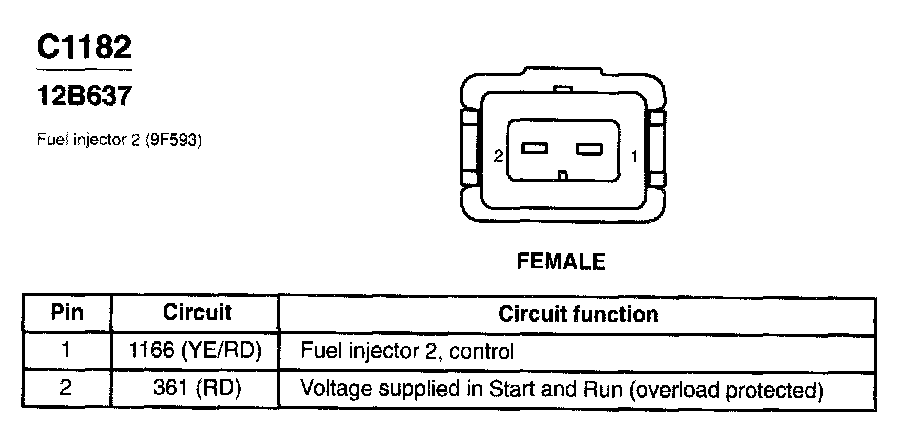 C1182
12B637
Fuel injector 2 (9F593)
2 1
FEMALE
Pin Circuit Circuit function
1 1166 (YE/RD) Fuel injector 2, control
2 361 (RD) Voltage supplied in Start and Run (overload protected)